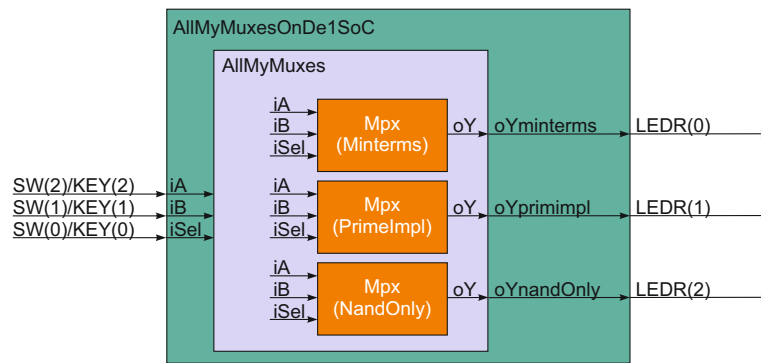 AllMyMuxesOnDe1SoC
AllMyMuxes
iA
iB
iSel
Mpx
(Minterms)
oY
oYminterms
LEDR(0)
SW(2)/KEY(2)
SW(1)/KEY(1)
SW(0)/KEY(0)
iA
iB
iSel
iA
iB
iSel
Mpx
(PrimeImpl)
oY
oYprimimpl
LEDR(1)
iA
iB
iSel
Mpx
(NandOnly)
oY
oYnandOnly
LEDR(2)